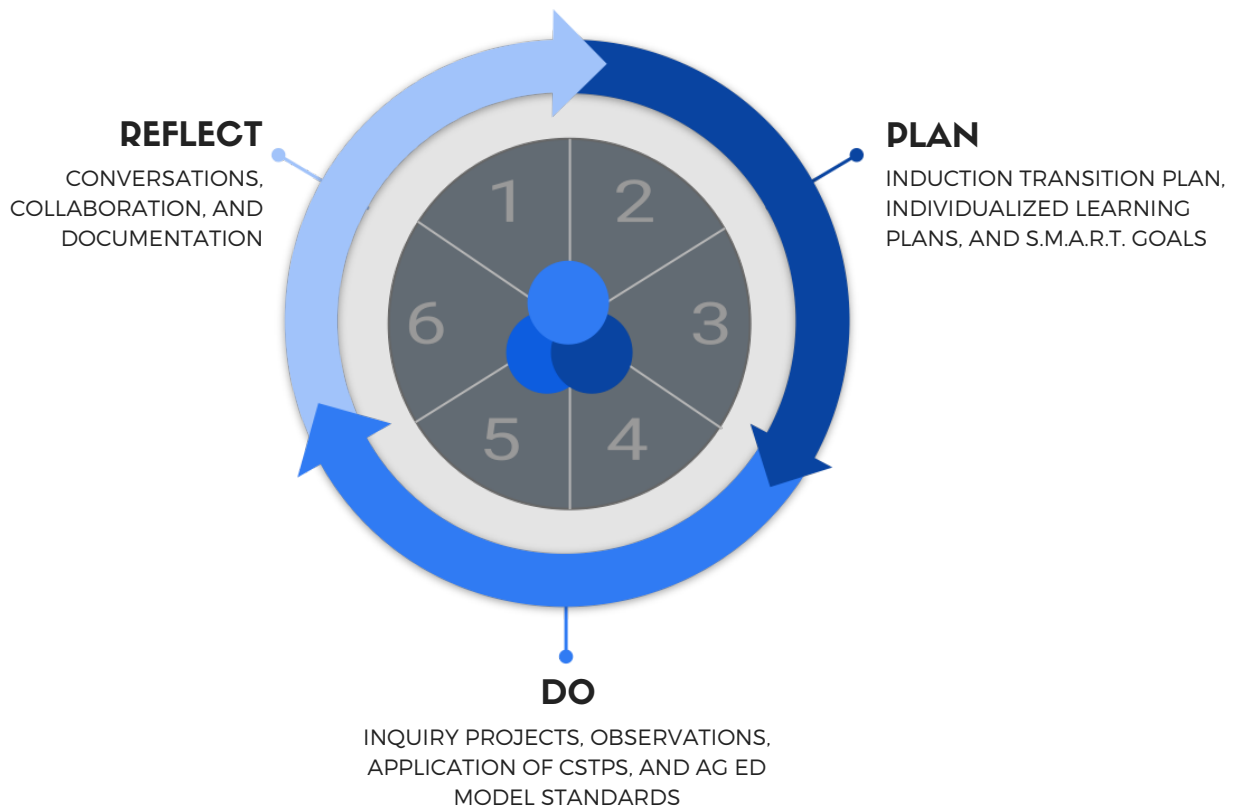 REFLECT
CONVERSATIONS,
COLLABORATION, AND
DOCUMENTATION
PLAN
INDUCTION TRANSITION PLAN,
INDIVIDUALIZED LEARNING
PLANS, AND S.M.A.R.T. GOALS
1
2
3
4
5
6
DO
INQUIRY PROJECTS, OBSERVATIONS,
APPLICATION OF CSTPS, AND AG ED
MODEL STANDARDS